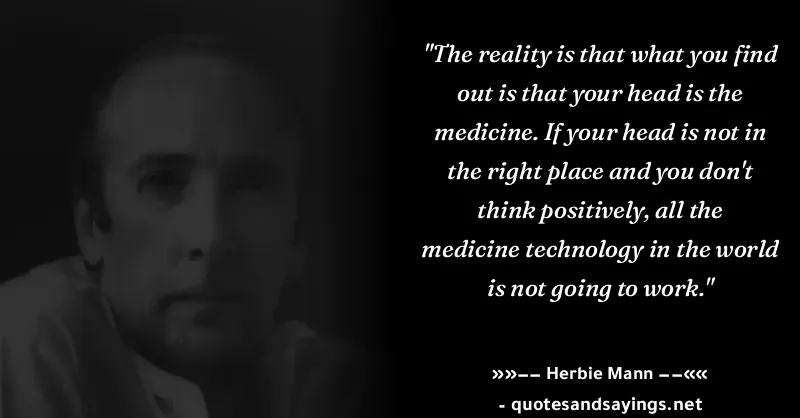 "The reality is that what you find
out is that your head is the
medicine. If your head is not in
the right place and you don't
think positively, all the
medicine technology in the world
is not going to work."
»»–– Herbie Mann ––««
- quotesandsayings.net